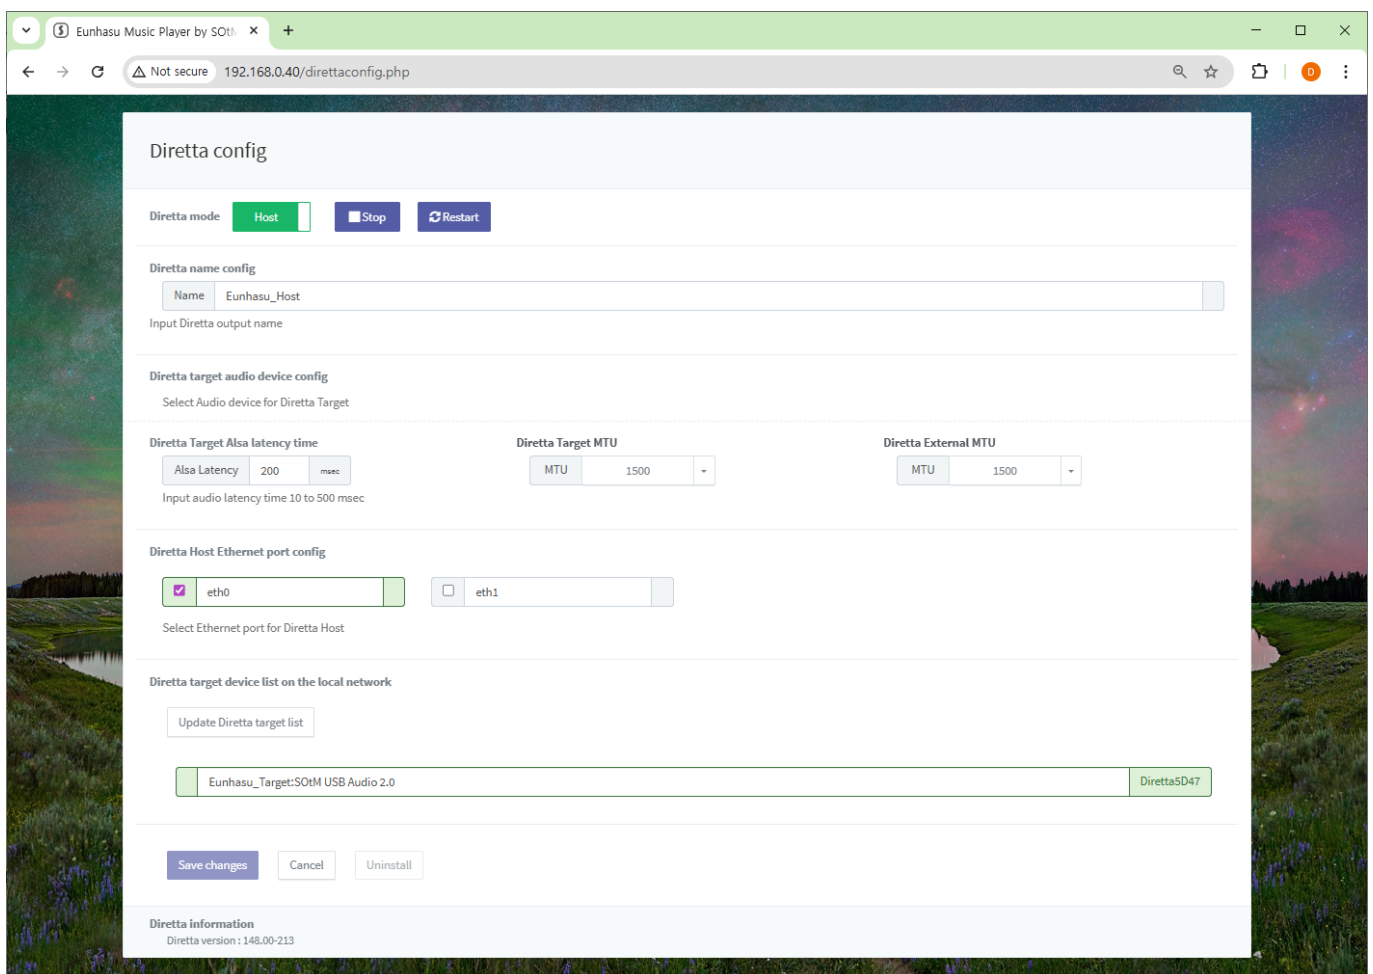 Eunhasu Music Player by SOtM
Not secure 192.168.0.40/direttaconfig.php
D
Diretta config
Diretta mode Host Stop Restart
Diretta name config
Name Eunhasu_Host
Input Diretta output name
Diretta target audio device config
Select Audio device for Diretta Target
Diretta Target Alsa latency time Diretta Target MTU Diretta External MTU
Alsa Latency 200 msec MTU 1500 MTU 1500
Input audio latency time 10 to 500 msec
Diretta Host Ethernet port config
eth0 eth1
Select Ethernet port for Diretta Host
Diretta target device list on the local network
Update Diretta target list
Eunhasu_Target:SOtM USB Audio 2.0 Diretta5D47
Save changes Cancel Uninstall
Diretta information
Diretta version : 148.00-213